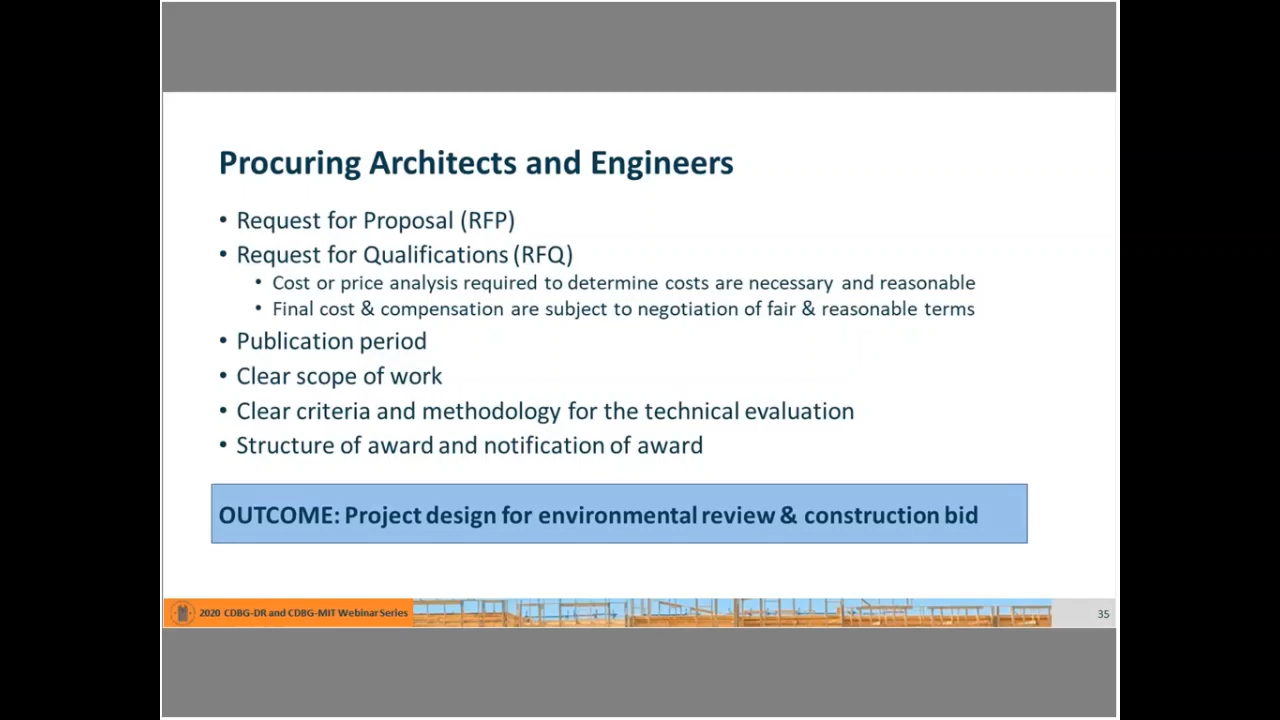 Procuring Architects and Engineers
• Request for Proposal (RFP)
• Request for Qualifications (RFQ)
• Cost or price analysis required to determine costs are necessary and reasonable
• Final cost & compensation are subject to negotiation of fair & reasonable terms
• Publication period
• Clear scope of work
• Clear criteria and methodology for the technical evaluation
• Structure of award and notification of award
OUTCOME: Project design for environmental review & construction bid
2020 CDBG-DR and CDBG-MIT Webinar Series
35